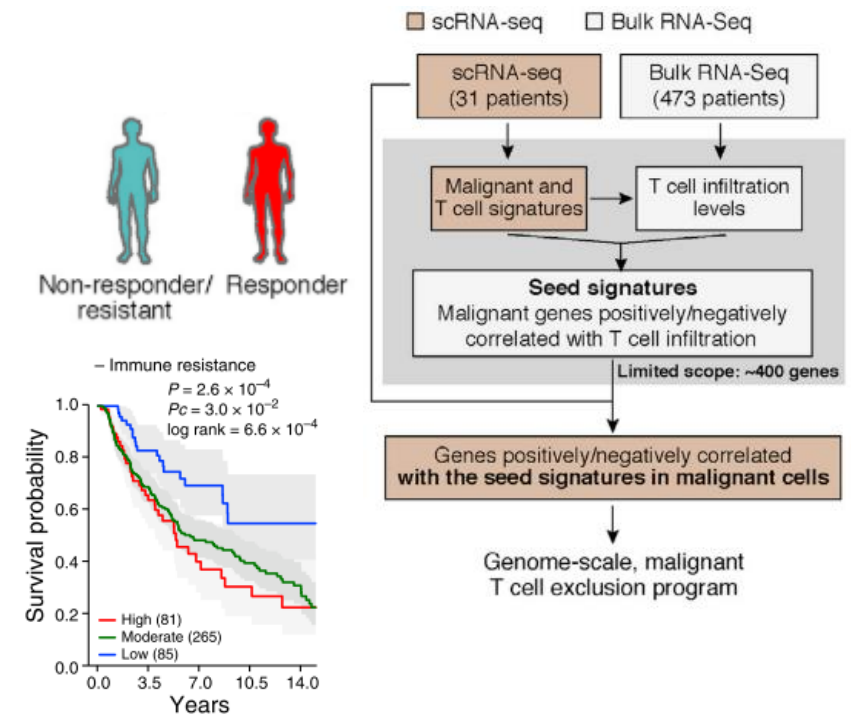 scRNA-seq
Bulk RNA-Seq
scRNA-seq
(31 patients)
Bulk RNA-Seq
(473 patients)
Malignant and
T cell signatures
T cell infiltration
levels
Seed signatures
Malignant genes positively/negatively
correlated with T cell infiltration
Limited scope: ~400 genes
Genes positively/negatively correlated
with the seed signatures in malignant cells
Genome-scale, malignant
T cell exclusion program
Non-responder/
resistant
Responder
– Immune resistance
P = 2.6 × 10⁻⁴
Pc = 3.0 × 10⁻²
log rank = 6.6 × 10⁻⁴
Survival probability
1.0
0.8
0.6
0.4
0.2
0.0
High (81)
Moderate (265)
Low (85)
0.0 3.5 7.0 10.5 14.0
Years